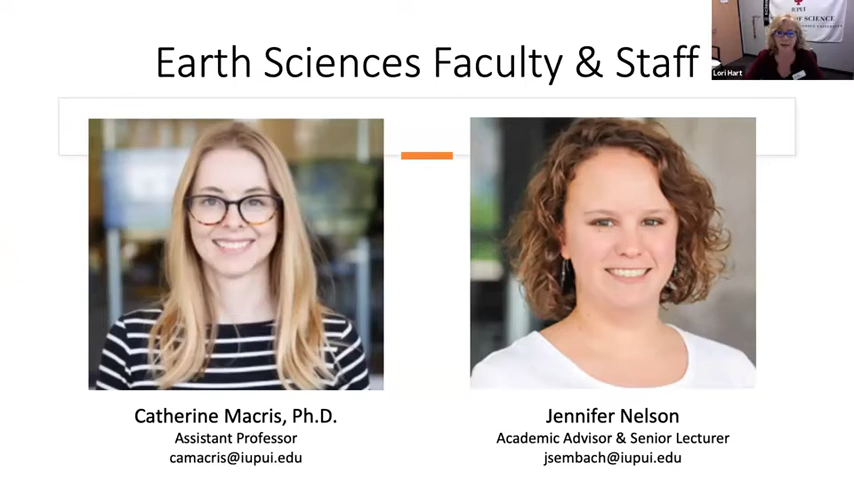 Earth Sciences Faculty & Staff
IUPUI
OF SCIENCE
Lori Hart
Catherine Macris, Ph.D.
Assistant Professor
camacris@iupui.edu
Jennifer Nelson
Academic Advisor & Senior Lecturer
jsembach@iupui.edu